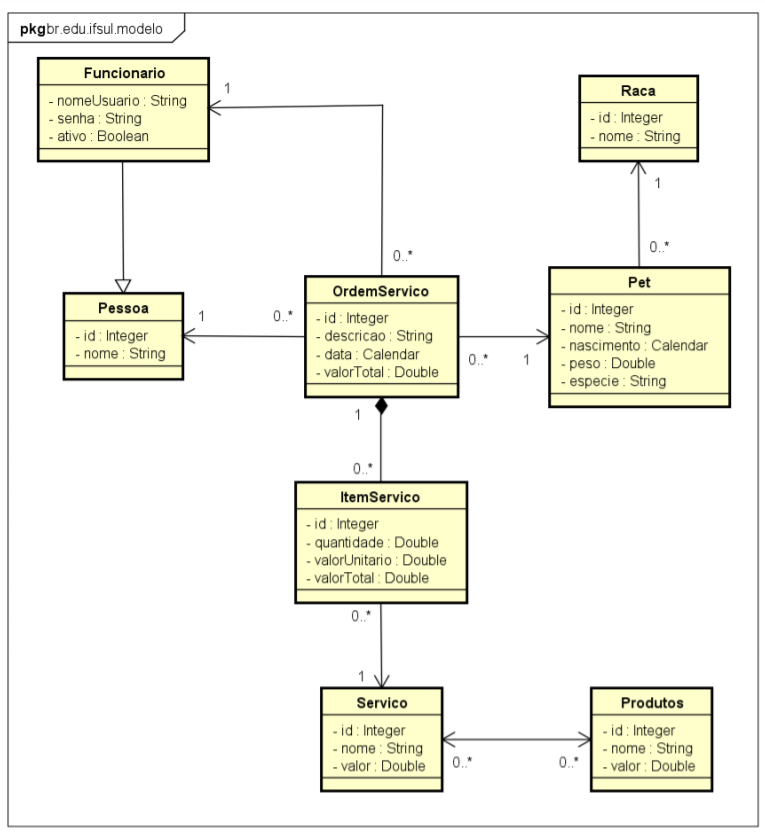 pkg br.edu.ifsul.modelo
Funcionario
- nomeUsuario : String
- senha : String
- ativo : Boolean
1
Raca
- id : Integer
- nome : String
1
0..*
0..*
Pessoa
- id : Integer
- nome : String
1
0..*
OrdemServico
- id : Integer
- descricao : String
- data : Calendar
- valorTotal : Double
0..*
1
Pet
- id : Integer
- nome : String
- nascimento : Calendar
- peso : Double
- especie : String
1
0..*
ItemServico
- id : Integer
- quantidade : Double
- valorUnitario : Double
- valorTotal : Double
0..*
1
Servico
- id : Integer
- nome : String
- valor : Double
0..*
0..*
Produtos
- id : Integer
- nome : String
- valor : Double